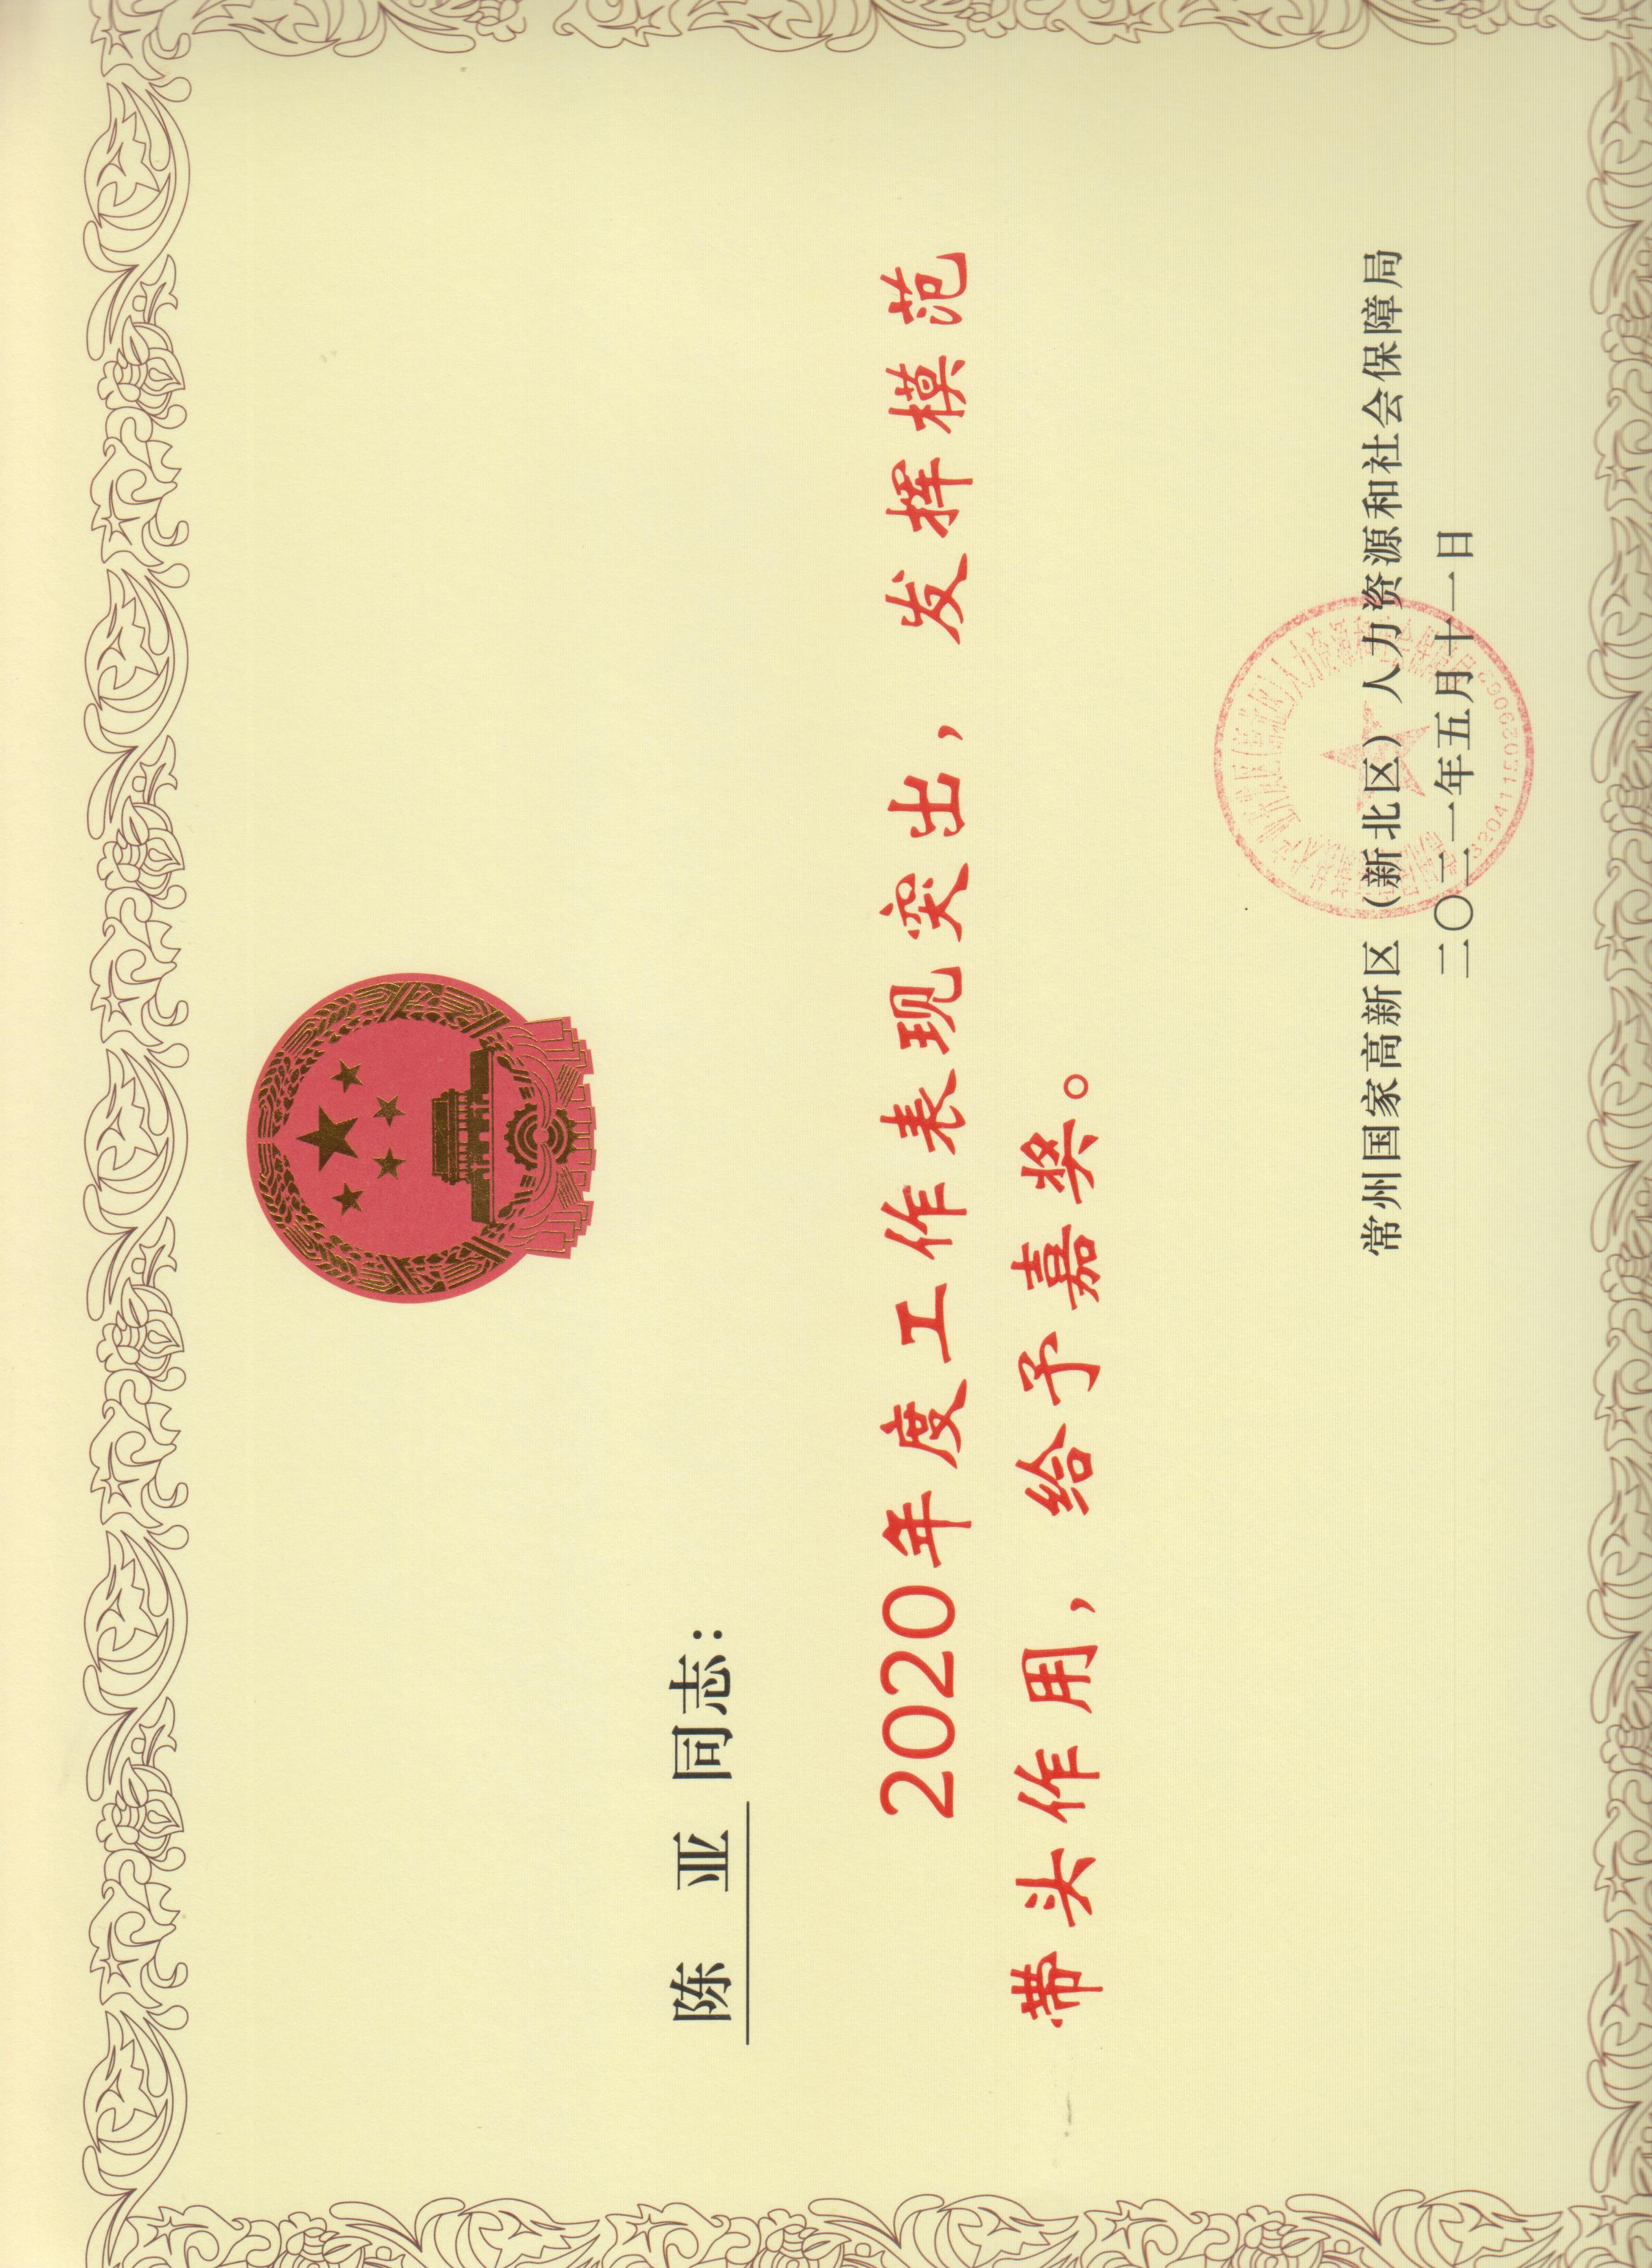 陈 亚 同志：
2020年度工作表现突出，发挥模范
带头作用，给予嘉奖。
常州国家高新区（新北区）人力资源和社会保障局
二〇二一年五月十一日